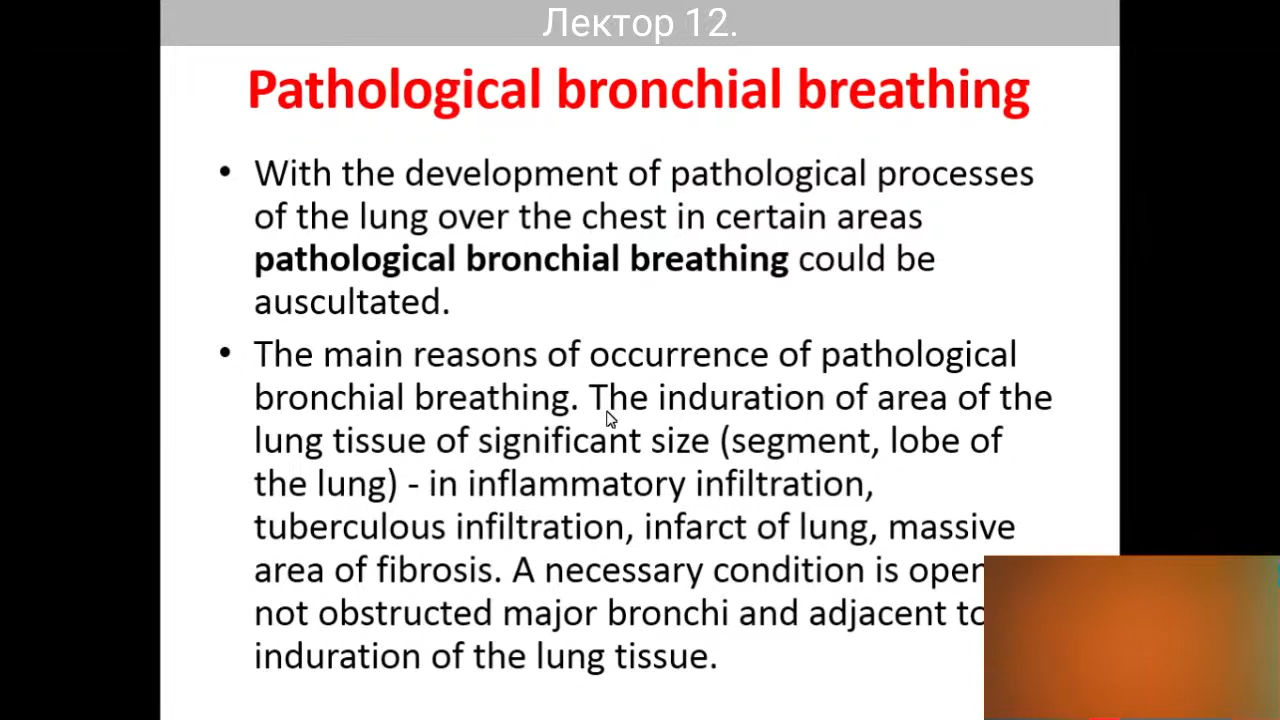 Лектор 12.
Pathological bronchial breathing
• With the development of pathological processes
of the lung over the chest in certain areas
pathological bronchial breathing could be
auscultated.
• The main reasons of occurrence of pathological
bronchial breathing. The induration of area of the
lung tissue of significant size (segment, lobe of
the lung) - in inflammatory infiltration,
tuberculous infiltration, infarct of lung, massive
area of fibrosis. A necessary condition is open
not obstructed major bronchi and adjacent to
induration of the lung tissue.